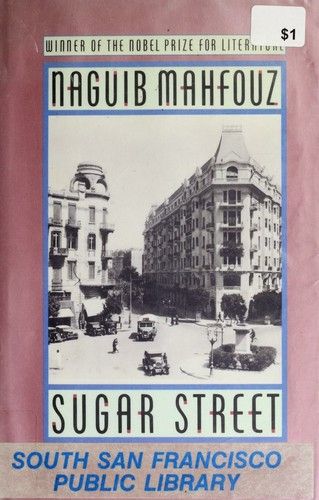 $1
WINNER OF THE NOBEL PRIZE FOR LITERATURE
NAGUIB MAHFOUZ
SUGAR STREET
SOUTH SAN FRANCISCO
PUBLIC LIBRARY